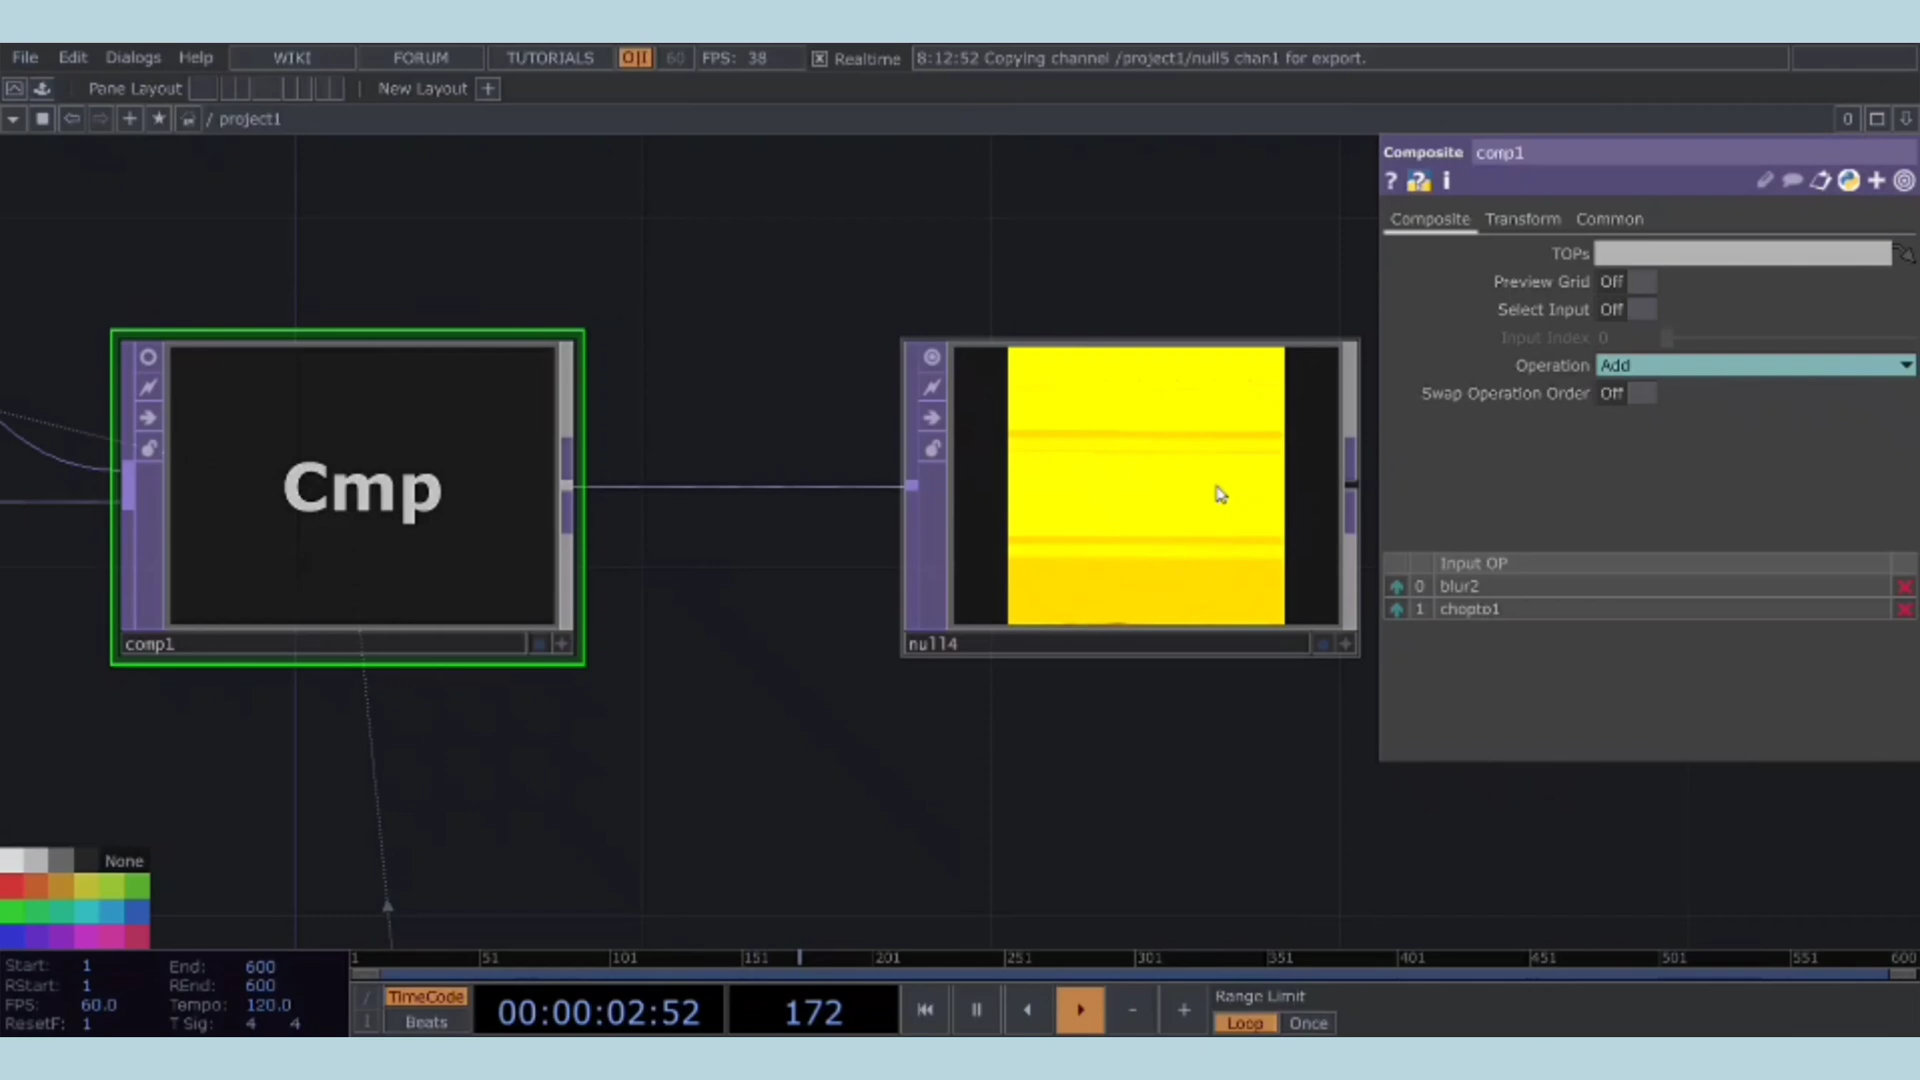 File Edit Dialogs Help WIKI FORUM TUTORIALS O|I 60 FPS: 38 Realtime 8:12:52 Copying channel /project1/null5 chan1 for export.
Pane Layout New Layout +
/ project1 0
Composite comp1
? i
Composite Transform Common
TOPs
Preview Grid Off
Select Input Off
Input Index 0
Operation Add
Swap Operation Order Off
Cmp
comp1
null4
Input OP
0 blur2
1 chopto1
None
1 51 101 151 201 251 301 351 401 451 501 551 600
Start: 1 End: 600
RStart: 1 REnd: 600
FPS: 60.0 Tempo: 120.0
ResetF: 1 T Sig: 4 4
TimeCode
Beats
00:00:02:52
172
Range Limit
Loop Once